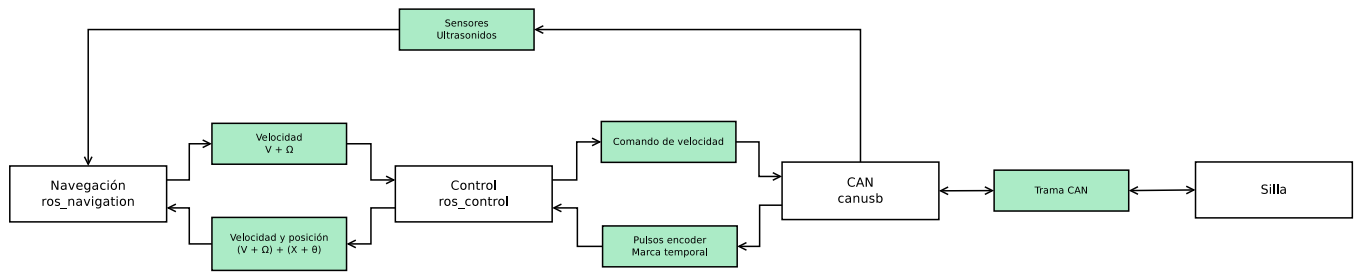 Sensores
Ultrasonidos
Velocidad
V + Ω
Comando de velocidad
Navegación
ros_navigation
Control
ros_control
CAN
canusb
Trama CAN
Silla
Velocidad y posición
(V + Ω) + (X + θ)
Pulsos encoder
Marca temporal